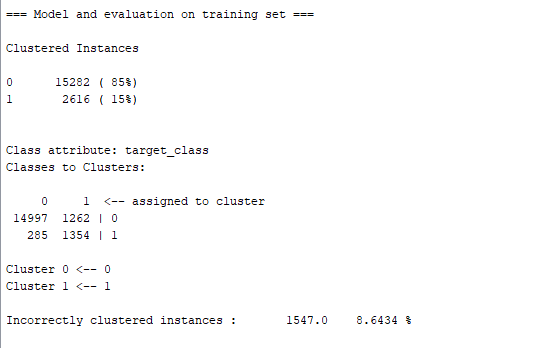 === Model and evaluation on training set ===
Clustered Instances
0      15282 ( 85%)
1       2616 ( 15%)
Class attribute: target_class
Classes to Clusters:
     0     1  <-- assigned to cluster
 14997  1262 | 0
   285  1354 | 1
Cluster 0 <-- 0
Cluster 1 <-- 1
Incorrectly clustered instances :       1547.0    8.6434 %